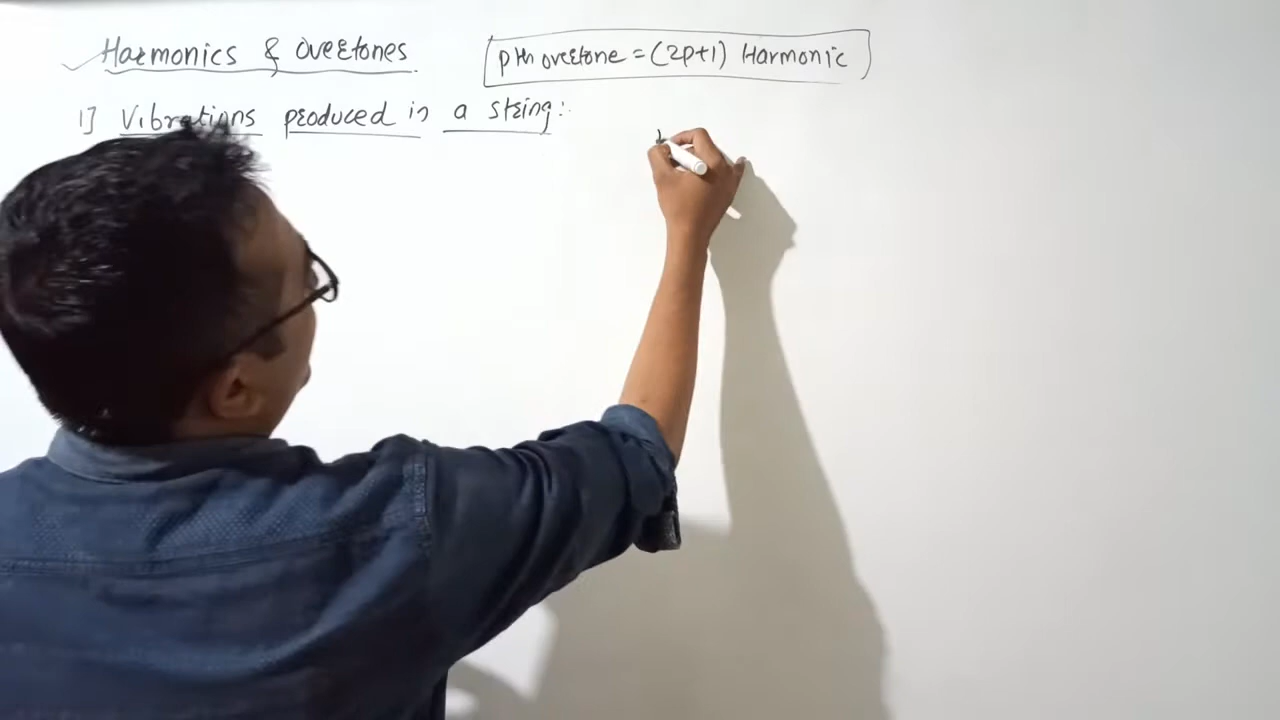 Harmonics & Overtones
pth overtone = (2p+1) Harmonic
1] Vibrations produced in a string: